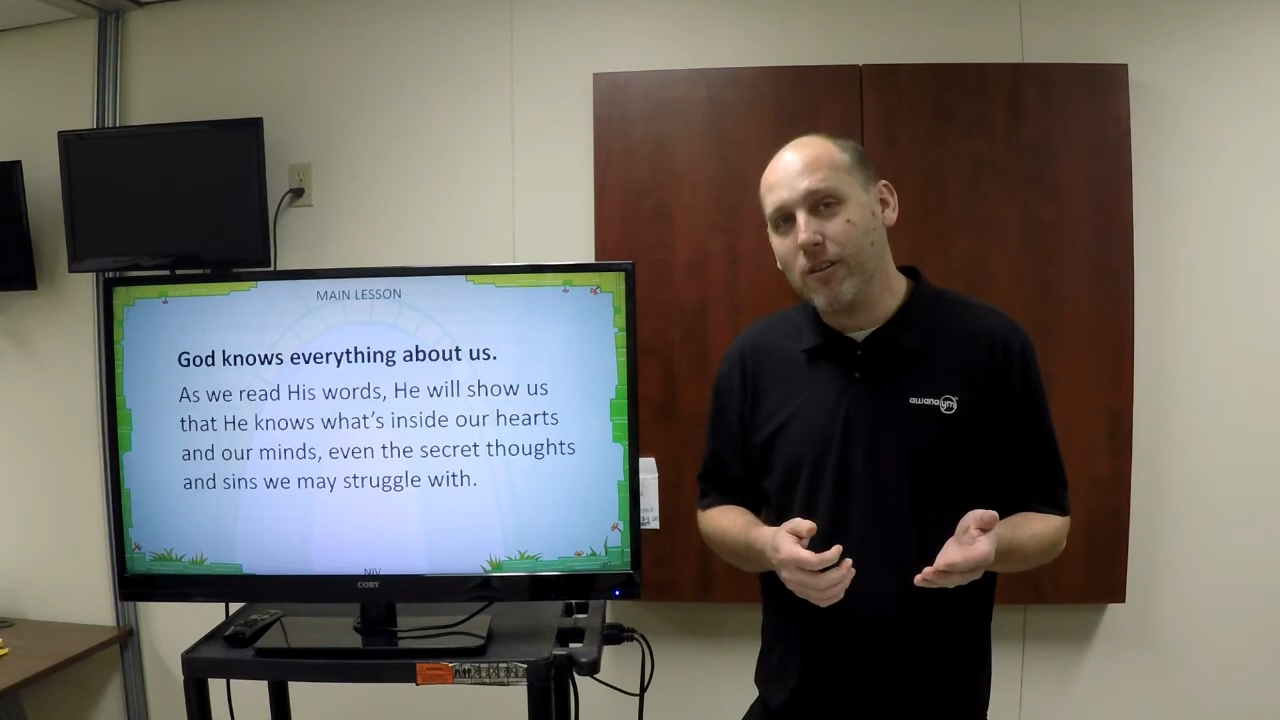 MAIN LESSON
God knows everything about us.
As we read His words, He will show us
that He knows what's inside our hearts
and our minds, even the secret thoughts
and sins we may struggle with.
NIV
COBY
awana ym